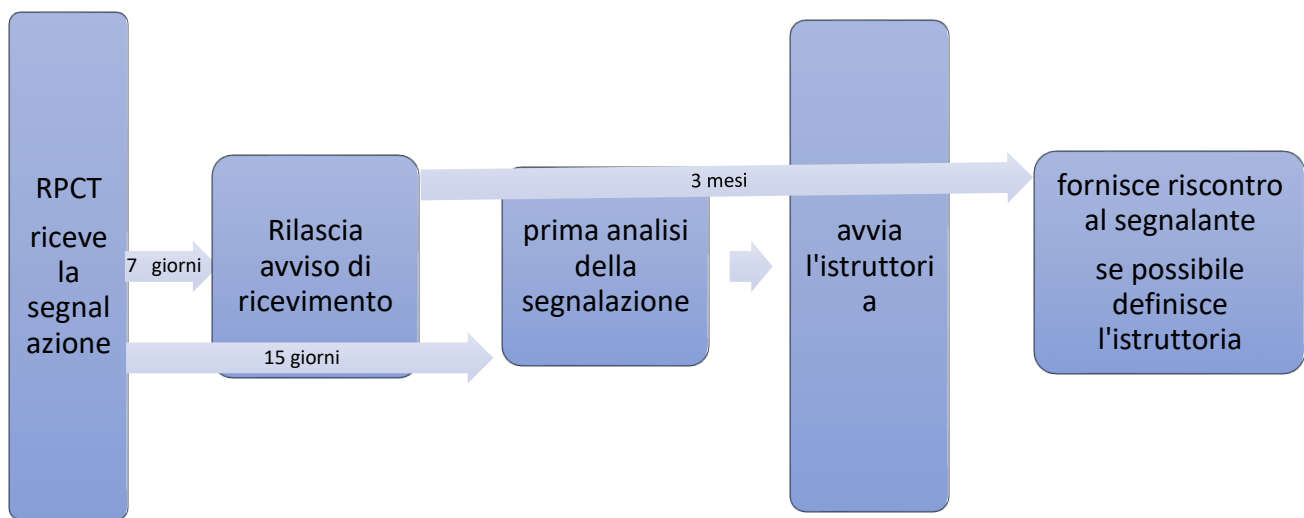 RPCT
riceve
la
segnal
azione
7 giorni
15 giorni
Rilascia
avviso di
ricevimento
3 mesi
prima analisi
della
segnalazione
avvia
l'istruttori
a
fornisce riscontro
al segnalante
se possibile
definisce
l'istruttoria